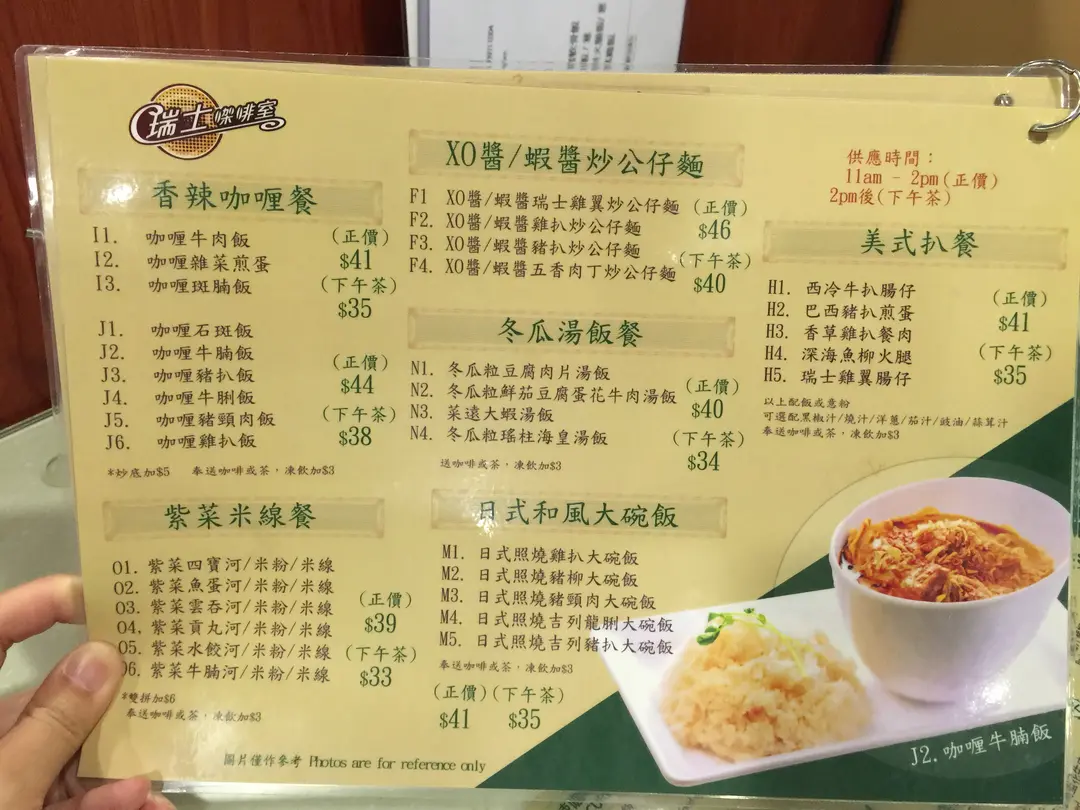 瑞士㗎啡室
香辣咖喱餐
I1. 咖喱牛肉飯
I2. 咖喱雜菜煎蛋
I3. 咖喱斑腩飯
(正價)
$41
(下午茶)
$35
J1. 咖喱石斑飯
J2. 咖喱牛腩飯
J3. 咖喱豬扒飯
J4. 咖喱牛脷飯
J5. 咖喱豬頸肉飯
J6. 咖喱雞扒飯
(正價)
$44
(下午茶)
$38
*炒底加$5 奉送咖啡或茶，凍飲加$3
紫菜米線餐
O1. 紫菜四寶河/米粉/米線
O2. 紫菜魚蛋河/米粉/米線
O3. 紫菜雲吞河/米粉/米線
O4. 紫菜貢丸河/米粉/米線
O5. 紫菜水餃河/米粉/米線
O6. 紫菜牛腩河/米粉/米線
(正價)
$39
(下午茶)
$33
*雙拼加$6
奉送咖啡或茶，凍飲加$3
XO醬/蝦醬炒公仔麵
F1 XO醬/蝦醬瑞士雞翼炒公仔麵
F2. XO醬/蝦醬雞扒炒公仔麵
F3. XO醬/蝦醬豬扒炒公仔麵
F4. XO醬/蝦醬五香肉丁炒公仔麵
(正價)
$46
(下午茶)
$40
冬瓜湯飯餐
N1. 冬瓜粒豆腐肉片湯飯
N2. 冬瓜粒鮮茄豆腐蛋花牛肉湯飯
N3. 菜遠大蝦湯飯
N4. 冬瓜粒瑤柱海皇湯飯
(正價)
$40
(下午茶)
$34
送咖啡或茶，凍飲加$3
日式和風大碗飯
M1. 日式照燒雞扒大碗飯
M2. 日式照燒豬柳大碗飯
M3. 日式照燒豬頸肉大碗飯
M4. 日式照燒吉列龍脷大碗飯
M5. 日式照燒吉列豬扒大碗飯
奉送咖啡或茶，凍飲加$3
(正價) (下午茶)
$41 $35
供應時間：
11am - 2pm(正價)
2pm後(下午茶)
美式扒餐
H1. 西冷牛扒腸仔
H2. 巴西豬扒煎蛋
H3. 香草雞扒餐肉
H4. 深海魚柳火腿
H5. 瑞士雞翼腸仔
(正價)
$41
(下午茶)
$35
以上配飯或意粉
可選配黑椒汁/燒汁/洋蔥/茄汁/豉油/蒜茸汁
奉送咖啡或茶，凍飲加$3
J2. 咖喱牛腩飯
圖片僅作參考 Photos are for reference only